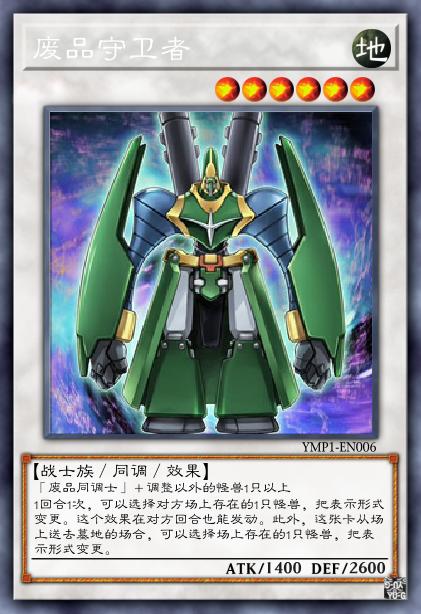 废品守卫者
地
YMP1-EN006
【战士族／同调／效果】
「废品同调士」＋调整以外的怪兽1只以上
1回合1次，可以选择对方场上存在的1只怪兽，把表示形式
变更。这个效果在对方回合也能发动。此外，这张卡从场
上送去墓地的场合，可以选择场上存在的1只怪兽，把表
示形式变更。
ATK/1400 DEF/2600